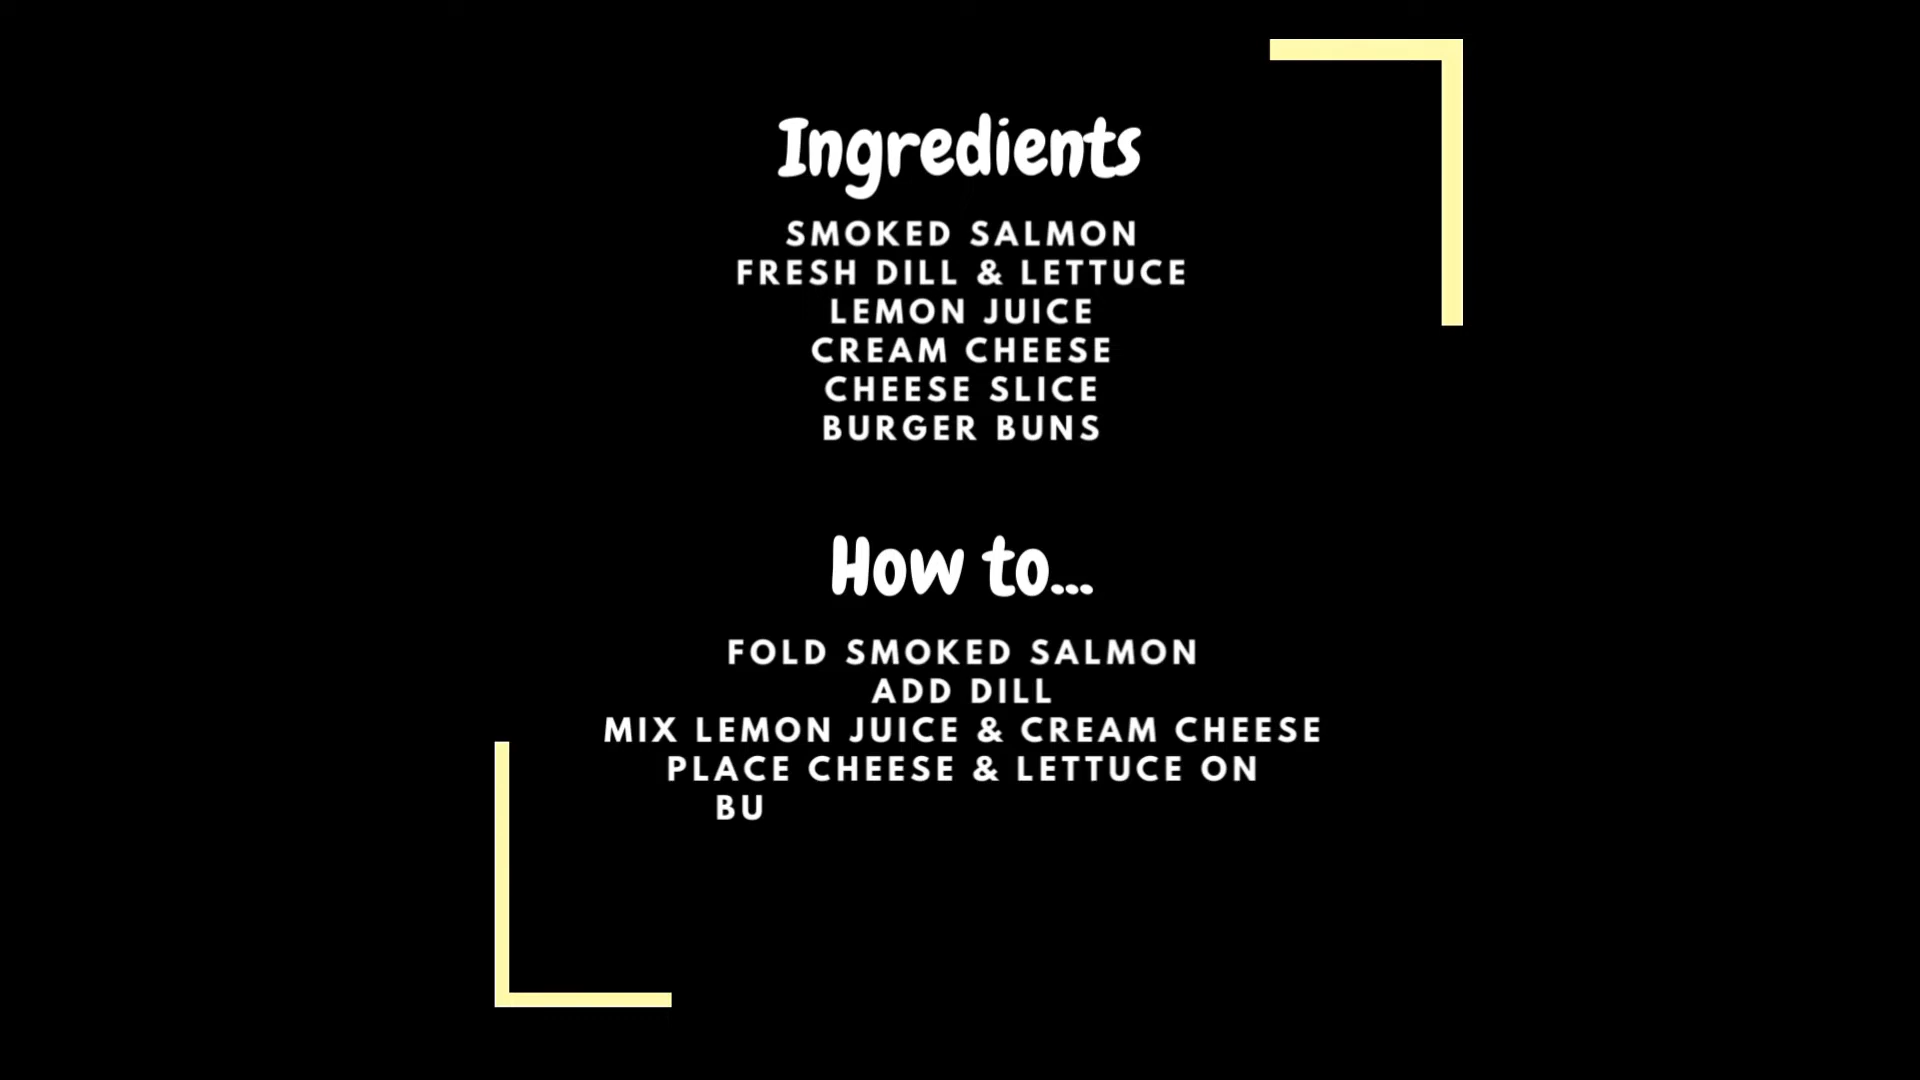 Ingredients
SMOKED SALMON
FRESH DILL & LETTUCE
LEMON JUICE
CREAM CHEESE
CHEESE SLICE
BURGER BUNS
How to...
FOLD SMOKED SALMON
ADD DILL
MIX LEMON JUICE & CREAM CHEESE
PLACE CHEESE & LETTUCE ON
BU